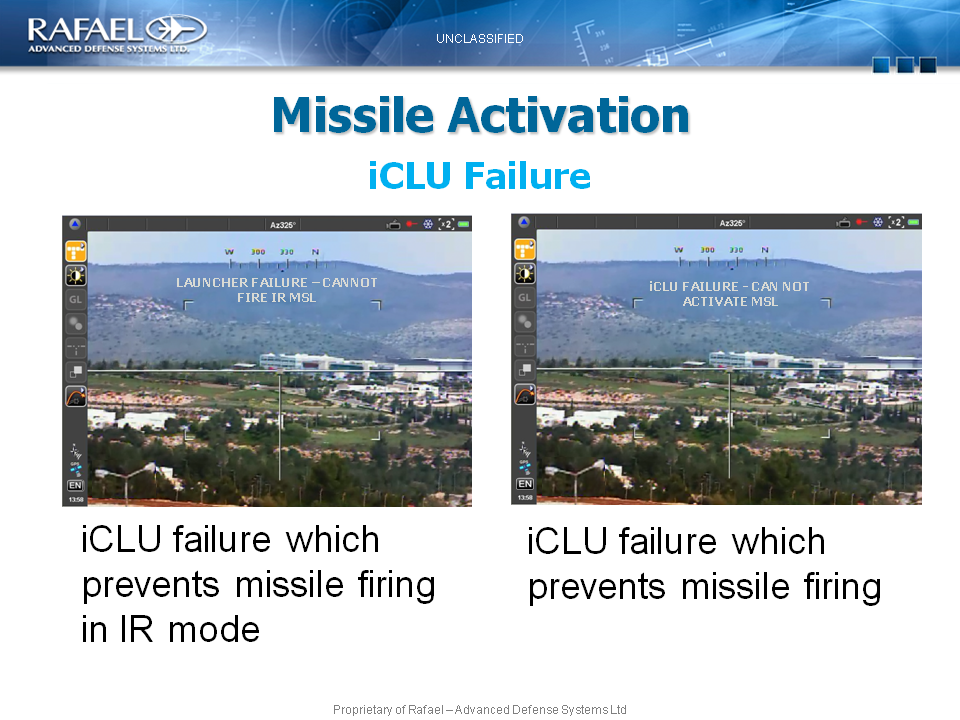 RAFAEL
ADVANCED DEFENSE SYSTEMS LTD.
UNCLASSIFIED
Missile Activation
iCLU Failure
Az325°
x2
W 300 330 N
LAUNCHER FAILURE – CANNOT
FIRE IR MSL
GL
GPS
EN
13:58
Az325°
x2
W 300 330 N
iCLU FAILURE - CAN NOT
ACTIVATE MSL
GL
GPS
EN
13:58
iCLU failure which
prevents missile firing
in IR mode
iCLU failure which
prevents missile firing
Proprietary of Rafael – Advanced Defense Systems Ltd